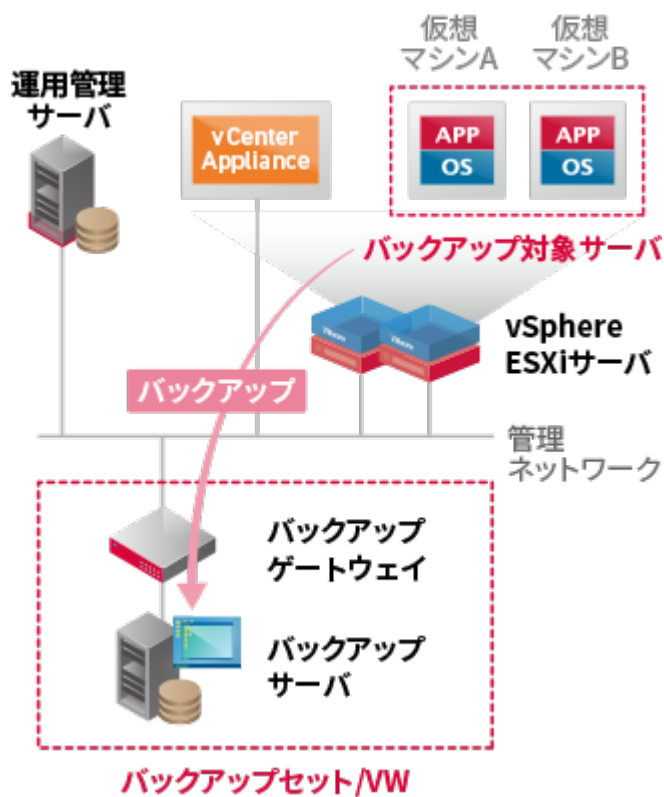 仮想
マシンA
仮想
マシンB
運用管理
サーバ
vCenter
Appliance
APP
OS
APP
OS
バックアップ対象サーバ
vSphere
ESXiサーバ
バックアップ
管理
ネットワーク
バックアップ
ゲートウェイ
バックアップ
サーバ
バックアップセット/VW